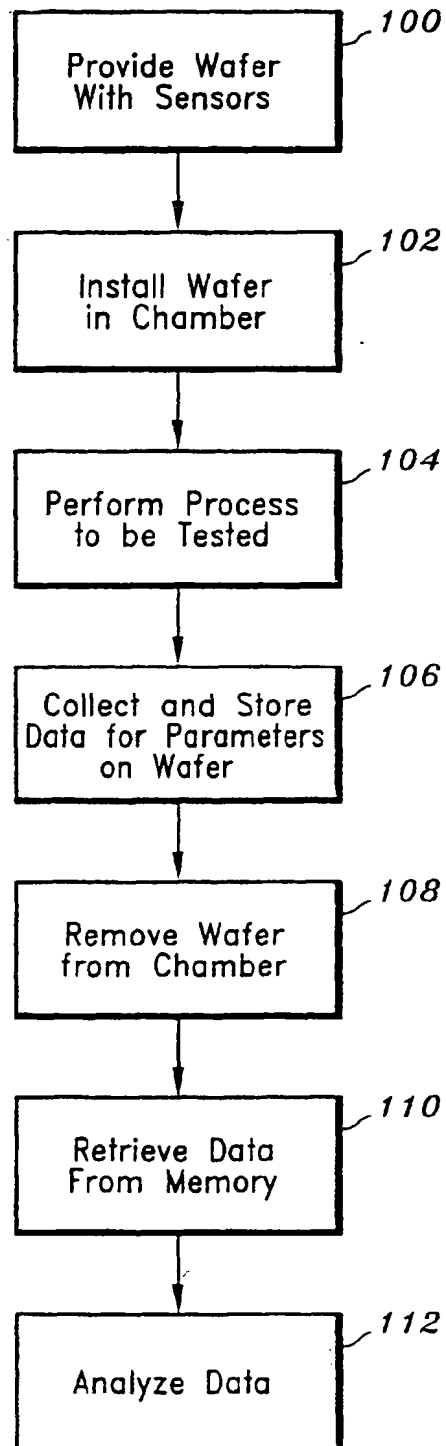 100
Provide Wafer
With Sensors
102
Install Wafer
in Chamber
104
Perform Process
to be Tested
106
Collect and Store
Data for Parameters
on Wafer
108
Remove Wafer
from Chamber
110
Retrieve Data
From Memory
112
Analyze Data